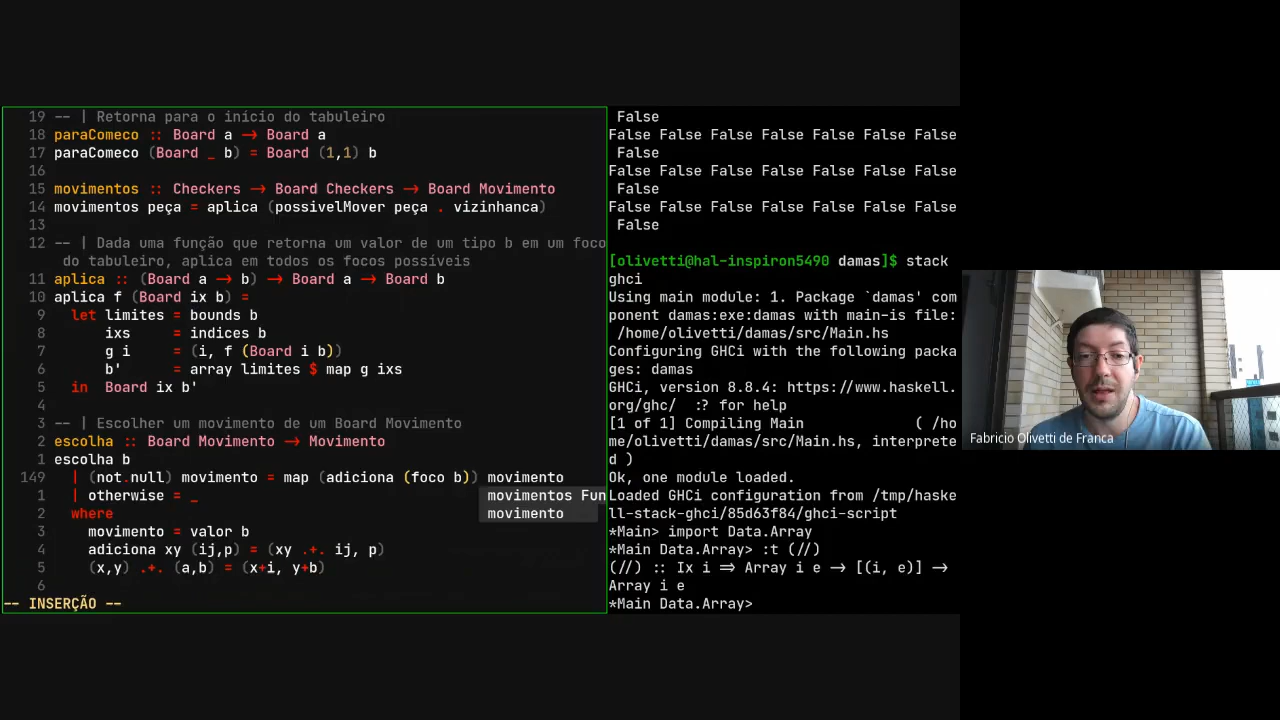 19 -- | Retorna para o início do tabuleiro
18 paraComeco :: Board a → Board a
17 paraComeco (Board _ b) = Board (1,1) b
16
15 movimentos :: Checkers → Board Checkers → Board Movimento
14 movimentos peça = aplica (possivelMover peça . vizinhanca)
13
12 -- | Dada uma função que retorna um valor de um tipo b em um foco
do tabuleiro, aplica em todos os focos possiveis
11 aplica :: (Board a → b) → Board a → Board b
10 aplica f (Board ix b) =
9 let limites = bounds b
8 ixs = indices b
7 g i = (i, f (Board i b))
6 b' = array limites $ map g ixs
5 in Board ix b'
4
3 -- | Escolher um movimento de um Board Movimento
2 escolha :: Board Movimento → Movimento
1 escolha b
149 | (not.null) movimento = map (adiciona (foco b)) movimento
1 | otherwise = _
movimentos Fun
2 where
movimento
3 movimento = valor b
4 adiciona xy (ij,p) = (xy .+. ij, p)
5 (x,y) .+. (a,b) = (x+i, y+b)
6
-- INSERÇÃO --
False
False False False False False False False
False
False False False False False False False
False
False False False False False False False
False
[olivetti@hal-inspiron5490 damas]$ stack
ghci
Using main module: 1. Package `damas' com
ponent damas:exe:damas with main-is file:
/home/olivetti/damas/src/Main.hs
Configuring GHCi with the following packa
ges: damas
GHCi, version 8.8.4: https://www.haskell.
org/ghc/ :? for help
[1 of 1] Compiling Main ( /ho
me/olivetti/damas/src/Main.hs, interprete
d )
Ok, one module loaded.
Loaded GHCi configuration from /tmp/haske
ll-stack-ghci/85d63f84/ghci-script
*Main> import Data.Array
*Main Data.Array> :t (//)
(//) :: Ix i ⇒ Array i e → [(i, e)] →
Array i e
*Main Data.Array>
Fabricio Olivetti de Franca